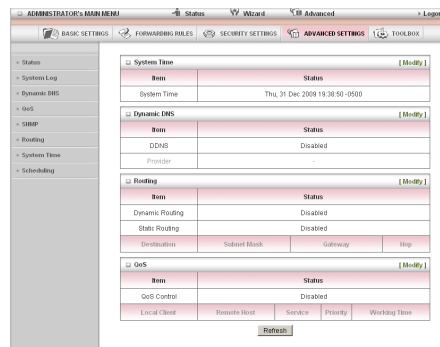 ADMINISTRATOR's MAIN MENU Status Wizard Advanced Logout
BASIC SETTINGS FORWARDING RULES SECURITY SETTINGS ADVANCED SETTINGS TOOLBOX
Status
System Log
Dynamic DNS
QoS
SNMP
Routing
System Time
Scheduling
System Time [ Modify ]
Item Status
System Time Thu, 31 Dec 2009 19:38:50 -0500
Dynamic DNS [ Modify ]
Item Status
DDNS Disabled
Provider -
Routing [ Modify ]
Item Status
Dynamic Routing Disabled
Static Routing Disabled
Destination Subnet Mask Gateway Hop
QoS [ Modify ]
Item Status
QoS Control Disabled
Local Client Remote Host Service Priority Working Time
Refresh